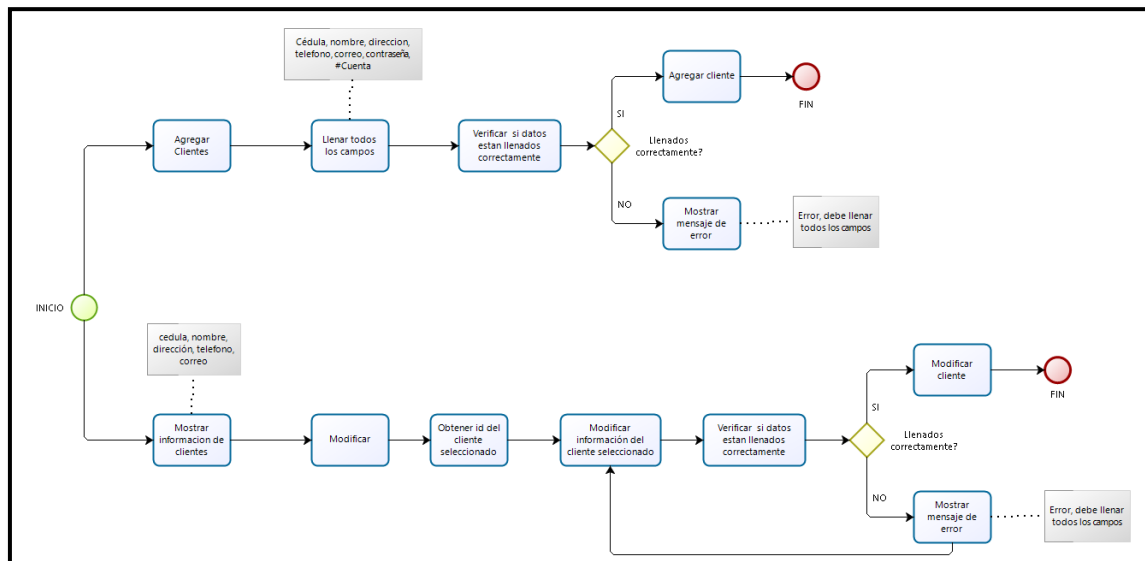 Cédula, nombre, direccion,
telefono, correo, contraseña,
#Cuenta
Agregar
Clientes
Llenar todos
los campos
Verificar si datos
estan llenados
correctamente
SI
Agregar cliente
FIN
Llenados
correctamente?
NO
Mostrar
mensaje de
error
Error, debe llenar
todos los campos
INICIO
cedula, nombre,
dirección, telefono,
correo
Mostrar
informacion de
clientes
Modificar
Obtener id del
cliente
seleccionado
Modificar
información del
cliente seleccionado
Verificar si datos
estan llenados
correctamente
SI
Modificar
cliente
FIN
Llenados
correctamente?
NO
Mostrar
mensaje de
error
Error, debe llenar
todos los campos